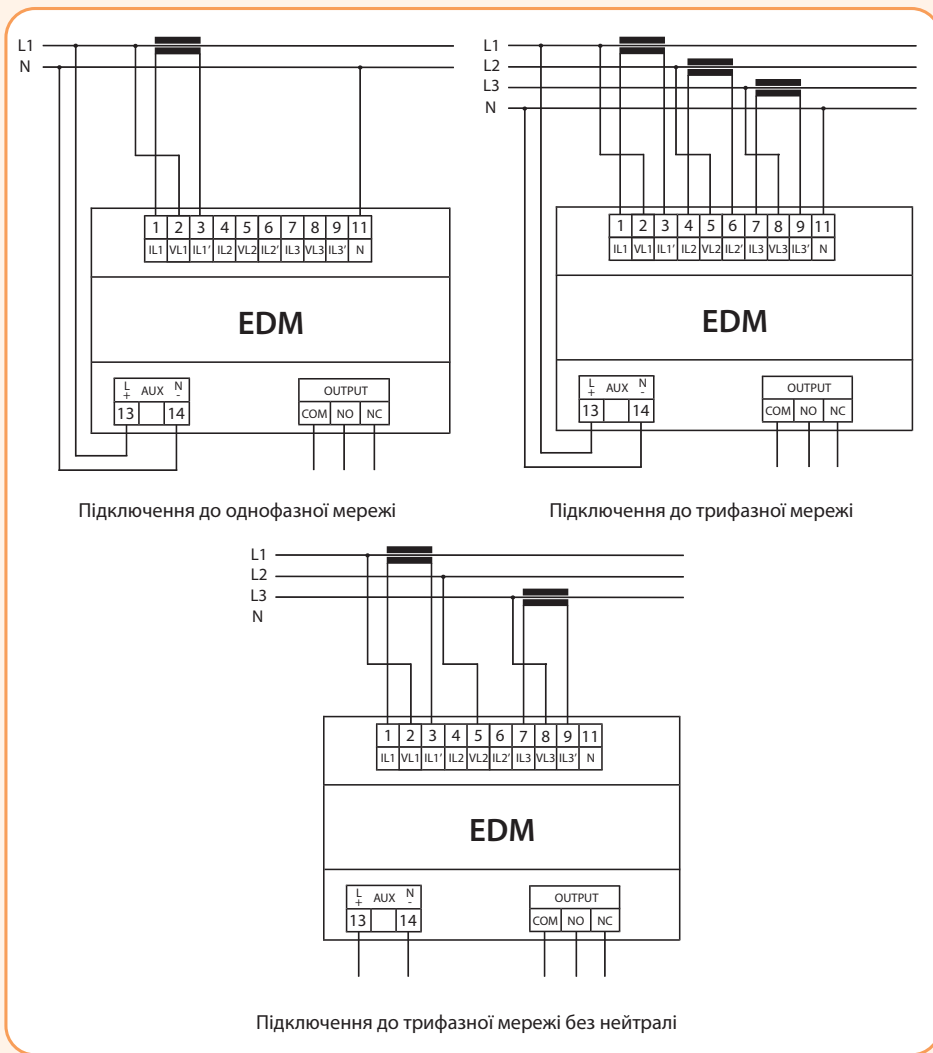 L1
N
1 2 3 4 5 6 7 8 9 11
IL1 VL1 IL1' IL2 VL2 IL2' IL3 VL3 IL3' N
EDM
L + AUX N -
13 14
OUTPUT
COM NO NC
Підключення до однофазної мережі
L1
L2
L3
N
1 2 3 4 5 6 7 8 9 11
IL1 VL1 IL1' IL2 VL2 IL2' IL3 VL3 IL3' N
EDM
L + AUX N -
13 14
OUTPUT
COM NO NC
Підключення до трифазної мережі
L1
L2
L3
N
1 2 3 4 5 6 7 8 9 11
IL1 VL1 IL1' IL2 VL2 IL2' IL3 VL3 IL3' N
EDM
L + AUX N -
13 14
OUTPUT
COM NO NC
Підключення до трифазної мережі без нейтралі